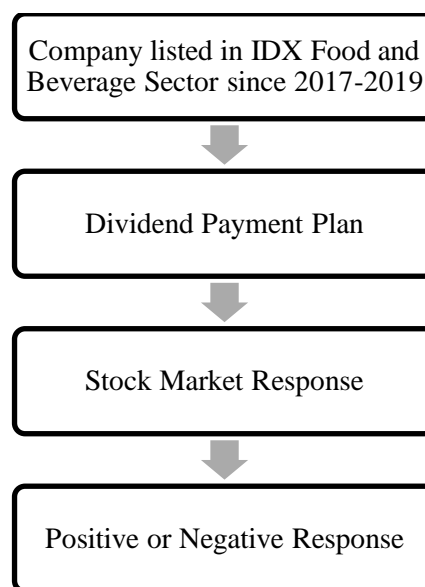 Company listed in IDX Food and
Beverage Sector since 2017-2019
Dividend Payment Plan
Stock Market Response
Positive or Negative Response